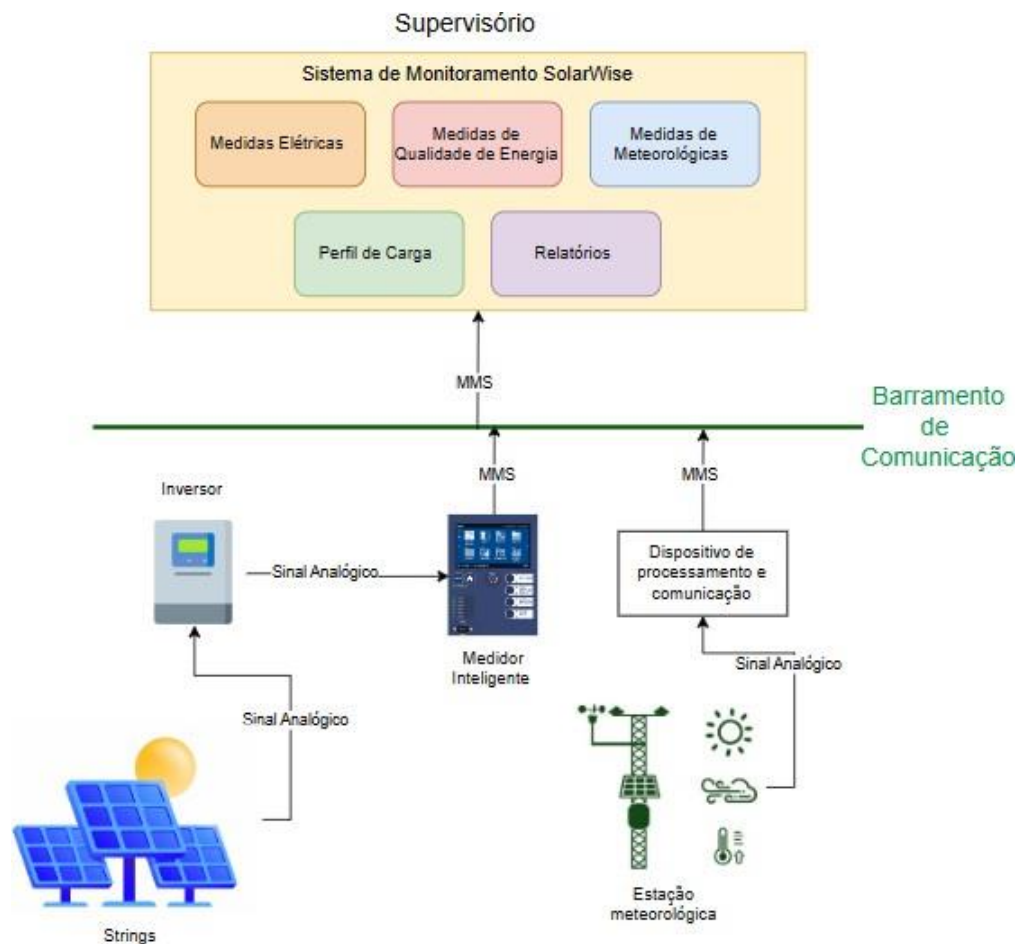 Supervisório
Sistema de Monitoramento SolarWise
Medidas Elétricas
Medidas de
Qualidade de Energia
Medidas de
Meteorológicas
Perfil de Carga
Relatórios
MMS
Barramento
de
Comunicação
MMS
MMS
Inversor
Sinal Analógico
Medidor
Inteligente
Dispositivo de
processamento e
comunicação
Sinal Analógico
Sinal Analógico
Strings
Estação
meteorológica